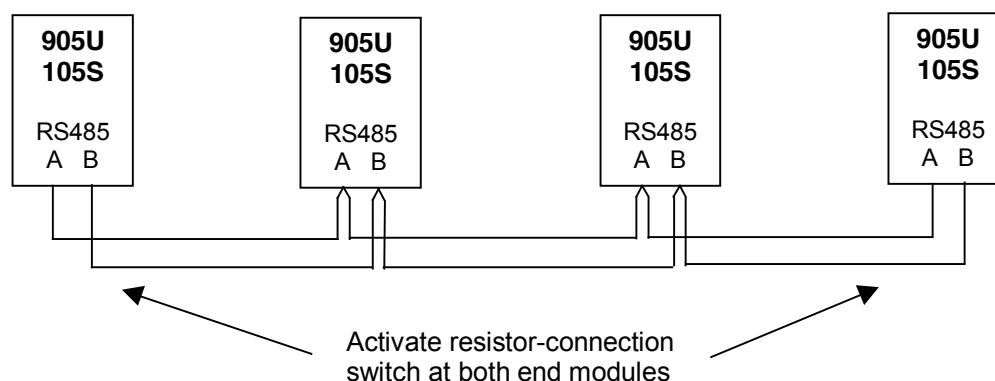 905U
105S
RS485
A B
905U
105S
RS485
A B
905U
105S
RS485
A B
905U
105S
RS485
A B
Activate resistor-connection
switch at both end modules